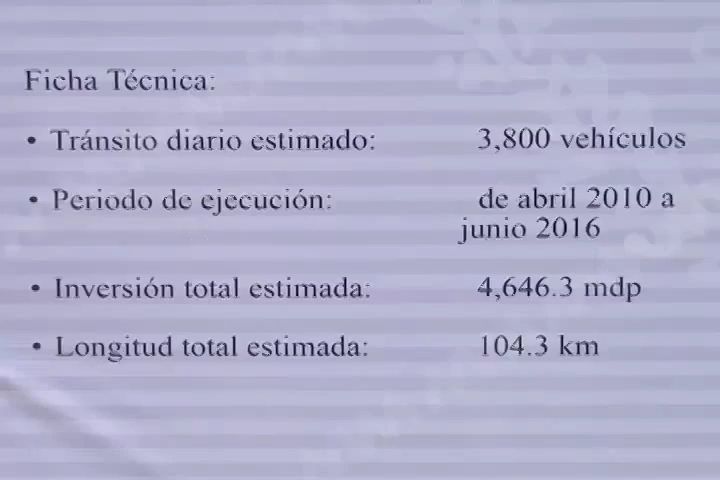 Ficha Técnica:
• Tránsito diario estimado: 3,800 vehículos
• Periodo de ejecución: de abril 2010 a
junio 2016
• Inversión total estimada: 4,646.3 mdp
• Longitud total estimada: 104.3 km